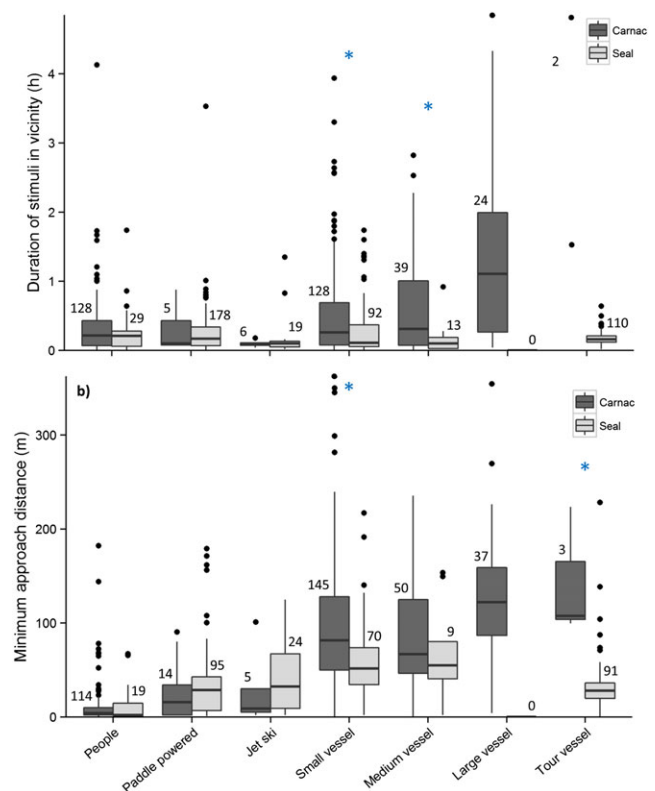 Duration of stimuli in vicinity (h)
4
3
2
1
0
Carnac
Seal
*
*
2
128
29
5
178
6
19
128
92
39
13
24
0
110
b)
Minimum approach distance (m)
300
200
100
0
Carnac
Seal
*
*
114
19
14
95
5
24
145
70
50
9
37
0
3
91
People
Paddle powered
Jet ski
Small vessel
Medium vessel
Large vessel
Tour vessel